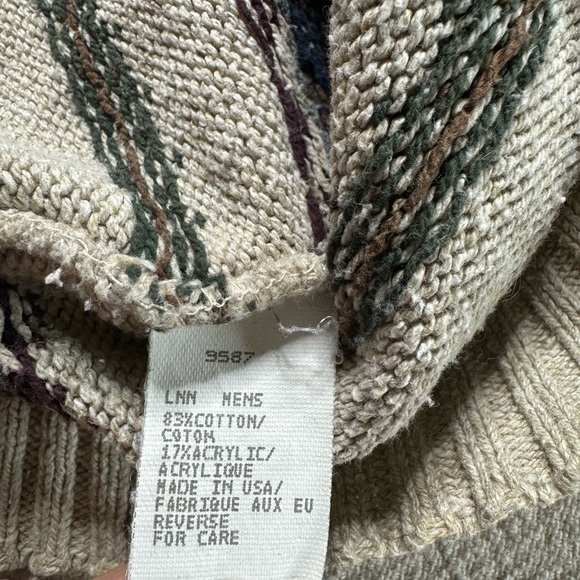 9587
LNN MENS
83%COTTON/
COTON
17%ACRYLIC/
ACRYLIQUE
MADE IN USA/
FABRIQUE AUX EU
REVERSE
FOR CARE